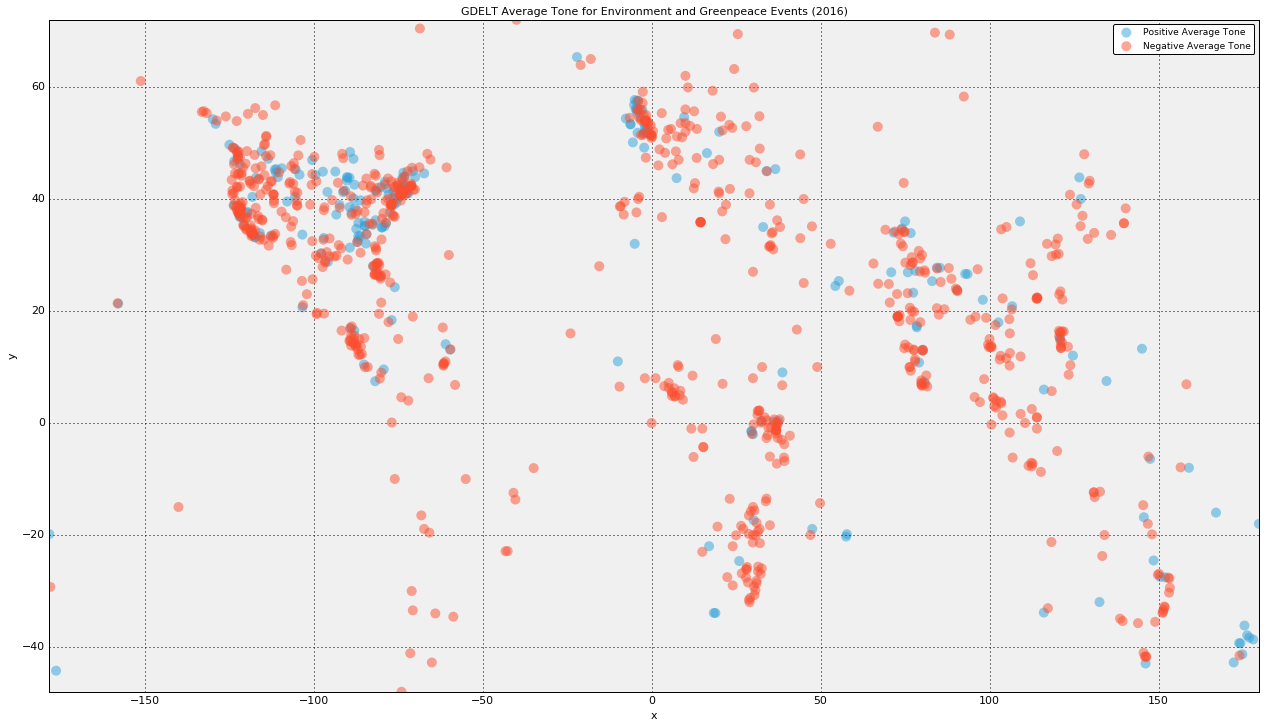 GDELT Average Tone for Environment and Greenpeace Events (2016)
Positive Average Tone
Negative Average Tone
60
40
20
0
−20
−40
y
−150 −100 −50 0 50 100 150
x